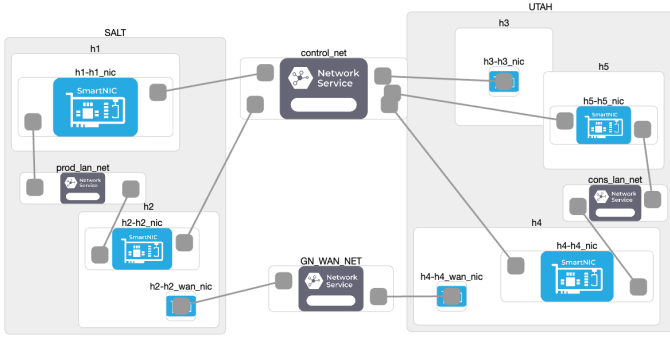 UTAH
SALT
h3
h1
control_net
h3-h3_nic
h5
h1-h1_nic
SmartNIC
Network
Service
h5-h5_nic
SmartNIC
prod_lan_net
Network
Service
cons_lan_net
Network
Service
h2
h2-h2_nic
SmartNIC
h4
h4-h4_nic
SmartNIC
GN_WAN_NET
Network
Service
h2-h2_wan_nic
h4-h4_wan_nic